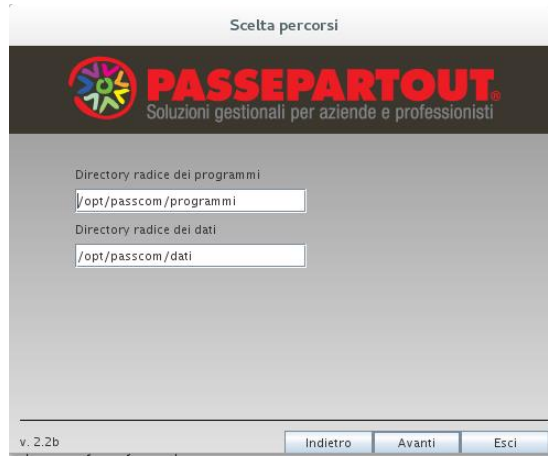 Scelta percorsi
PASSEPARTOUT®
Soluzioni gestionali per aziende e professionisti
Directory radice dei programmi
/opt/passcom/programmi
Directory radice dei dati
/opt/passcom/dati
v. 2.2b
Indietro Avanti Esci